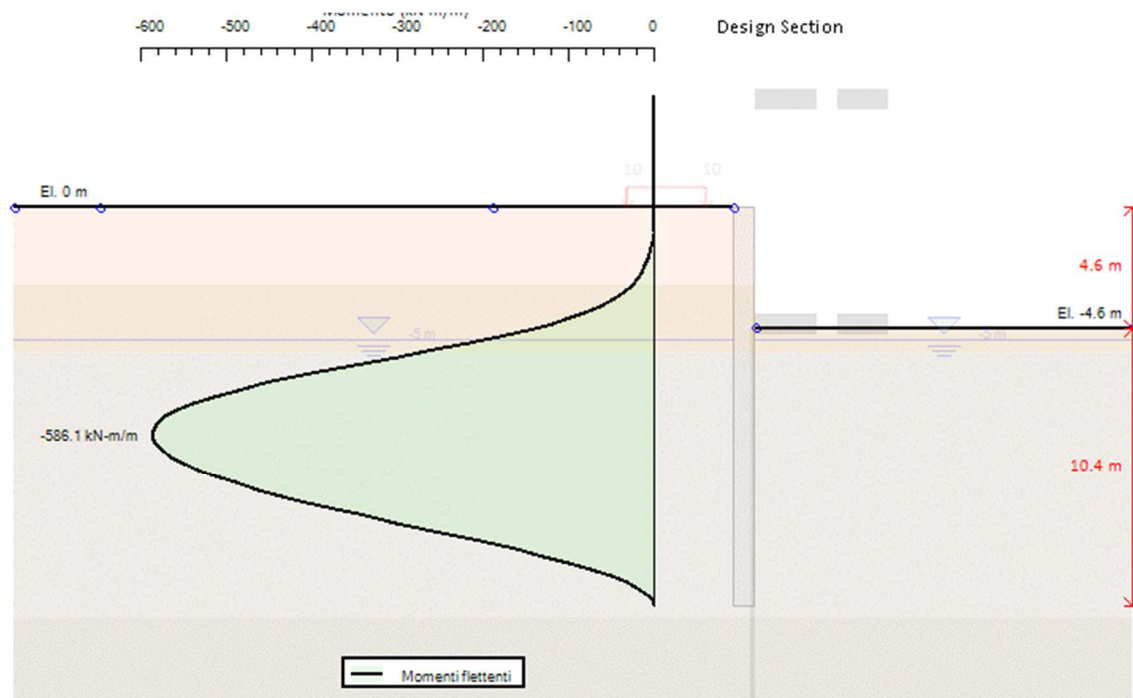 -600 -500 -400 -300 -200 -100 0
Design Section
10 10
El. 0 m
4.6 m
El. -4.6 m
-5 m
-5 m
-586.1 kN-m/m
10.4 m
Momenti flettenti